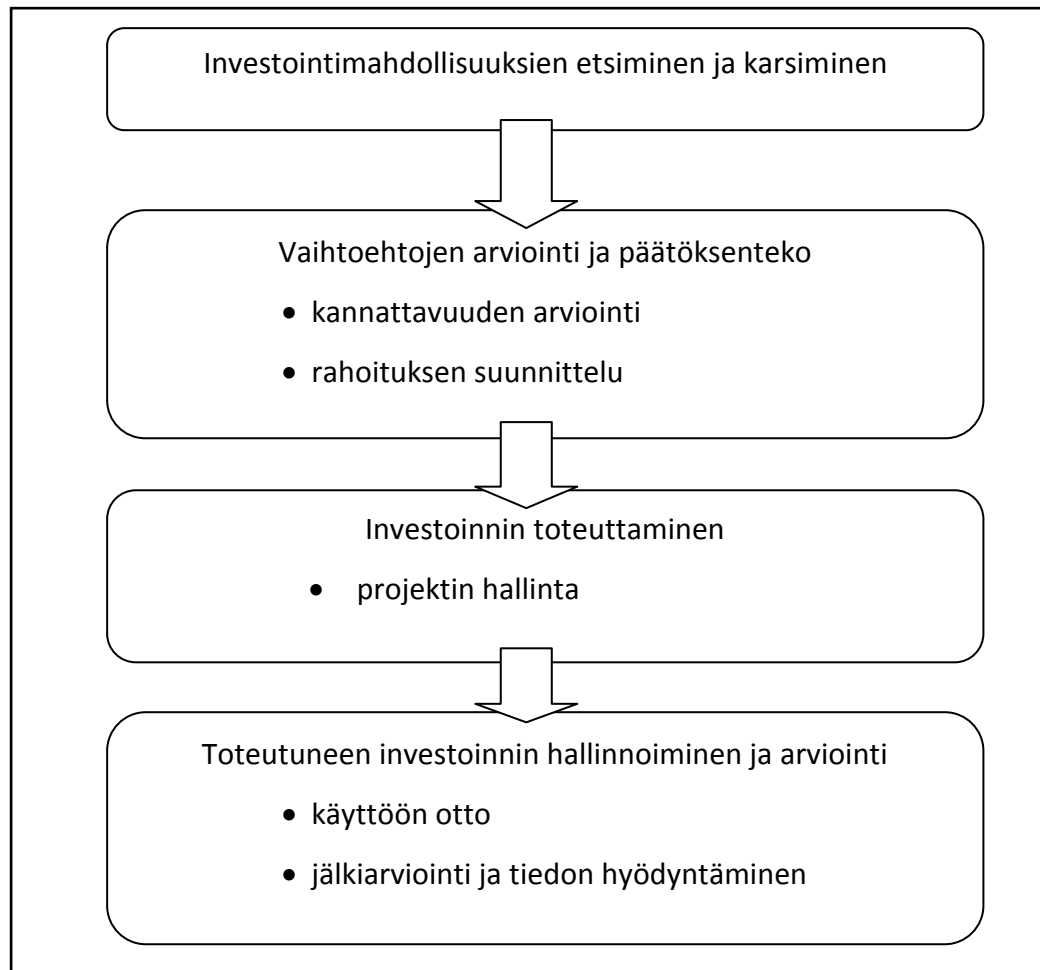 Investointimahdollisuuksien etsiminen ja karsiminen
Vaihtoehtojen arviointi ja päätöksenteko
• kannattavuuden arviointi
• rahoituksen suunnittelu
Investoinnin toteuttaminen
• projektin hallinta
Toteutuneen investoinnin hallinnoiminen ja arviointi
• käyttöön otto
• jälkiarviointi ja tiedon hyödyntäminen